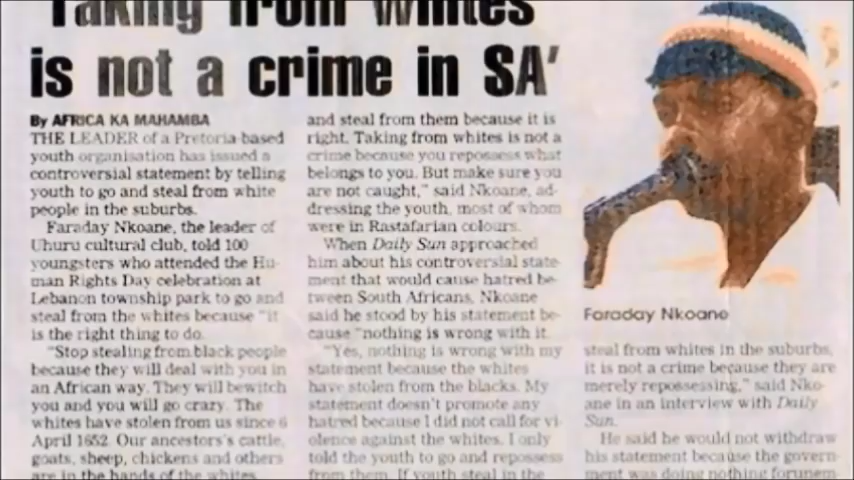 'Taking from whites
is not a crime in SA'
By AFRICA KA MAHAMBA
THE LEADER of a Pretoria-based
youth organisation has issued a
controversial statement by telling
youth to go and steal from white
people in the suburbs.
Faraday Nkoane, the leader of
Uhuru cultural club, told 100
youngsters who attended the Hu-
man Rights Day celebration at
Lebanon township park to go and
steal from the whites because "it
is the right thing to do.
"Stop stealing from black people
because they will deal with you in
an African way. They will bewitch
you and you will go crazy. The
whites have stolen from us since 6
April 1652. Our ancestors's cattle,
goats, sheep, chickens and others
are in the hands of the whites
and steal from them because it is
right. Taking from whites is not a
crime because you repossess what
belongs to you. But make sure you
are not caught," said Nkoane, ad-
dressing the youth, most of whom
were in Rastafarian colours.
When Daily Sun approached
him about his controversial state-
ment that would cause hatred be-
tween South Africans, Nkoane
said he stood by his statement be-
cause "nothing is wrong with it.
"Yes, nothing is wrong with my
statement because the whites
have stolen from the blacks. My
statement doesn't promote any
hatred because I did not call for vi-
olence against the whites. I only
told the youth to go and repossess
from them. If youth steal in the
Faraday Nkoane
steal from whites in the suburbs,
it is not a crime because they are
merely repossessing," said Nko-
ane in an interview with Daily
Sun.
He said he would not withdraw
his statement because the govern-
ment was doing nothing